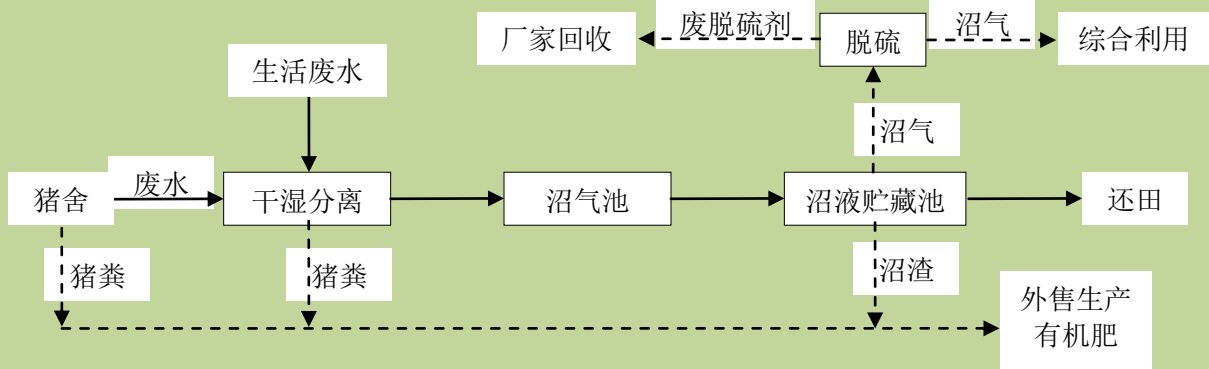 厂家回收
废脱硫剂
脱硫
沼气
综合利用
生活废水
沼气
猪舍
废水
干湿分离
沼气池
沼液贮藏池
还田
猪粪
猪粪
沼渣
外售生产
有机肥